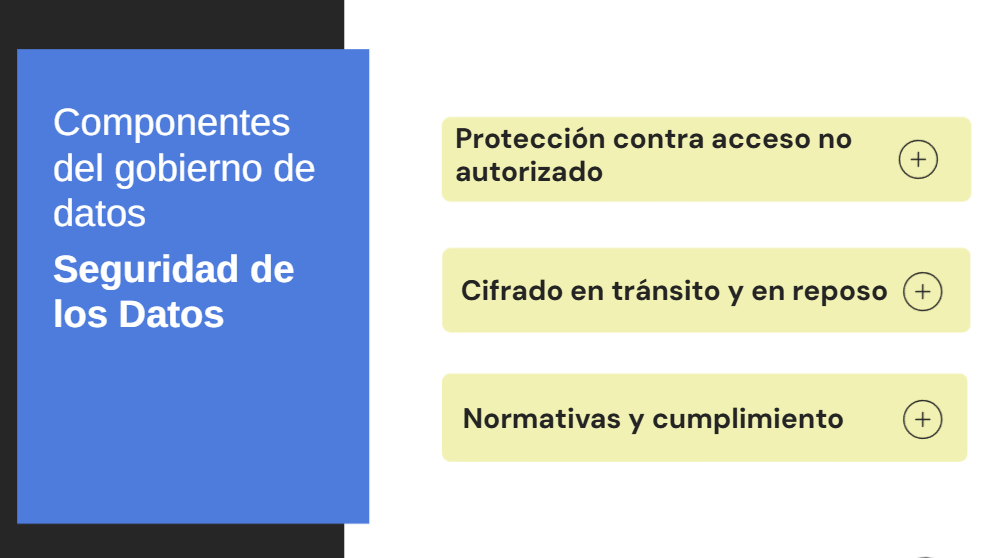 Componentes
del gobierno de
datos
Seguridad de
los Datos
Protección contra acceso no
autorizado
Cifrado en tránsito y en reposo
Normativas y cumplimiento